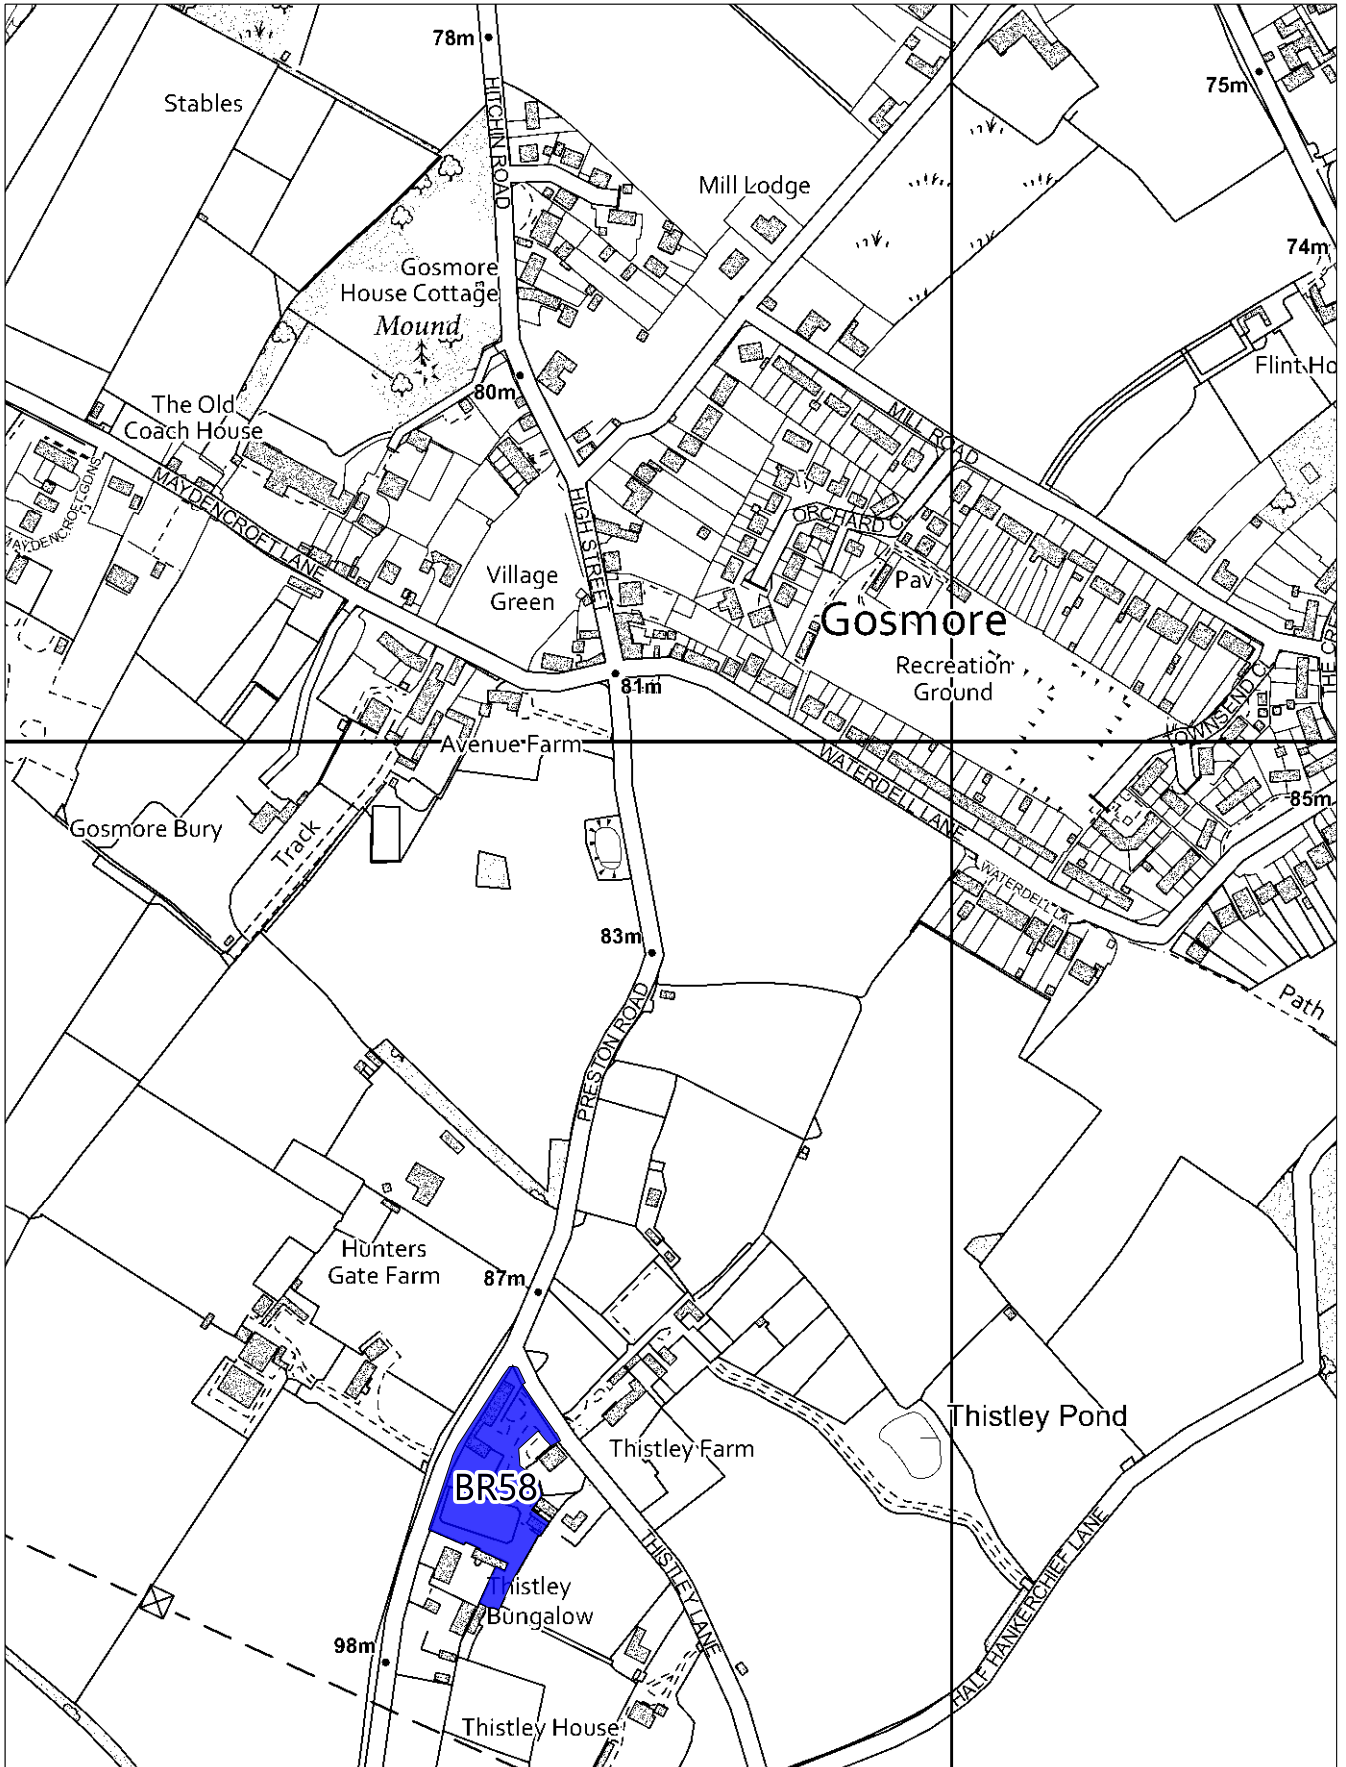 78m
75m
Stables
HITCHIN ROAD
Mill Lodge
74m
Gosmore
House Cottage
Mound
80m
Flint Ho
The Old
Coach House
MILL ROAD
MAYDENCROFT GDNS
MAYDENCROFT LANE
HIGH STREET
ORCHARD C
Village
Green
Pav
Gosmore
Recreation
Ground
81m
TOWNSEND C
Avenue Farm
WATERDELL LANE
85m
Gosmore Bury
Track
WATERDELL LA
83m
Path
PRESTON ROAD
Hunters
Gate Farm
87m
Thistley Pond
Thistley Farm
BR58
THISTLEY LANE
HALF HANKERCHIEF LANE
Thistley
Bungalow
98m
Thistley House